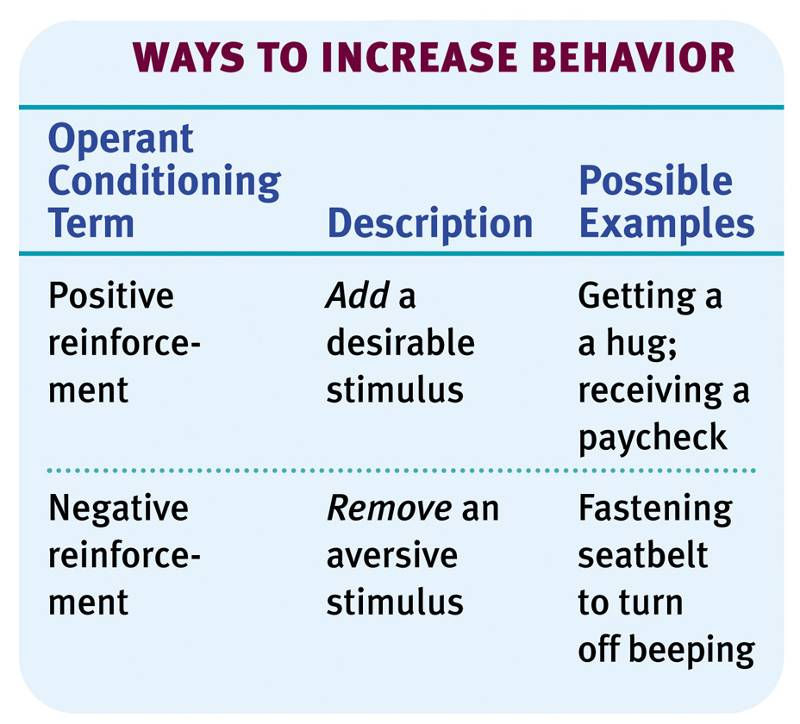 WAYS TO INCREASE BEHAVIOR
Operant
Conditioning
Term
Description
Possible
Examples
Positive
reinforce-
ment
Add a
desirable
stimulus
Getting a
a hug;
receiving a
paycheck
Negative
reinforce-
ment
Remove an
aversive
stimulus
Fastening
seatbelt
to turn
off beeping